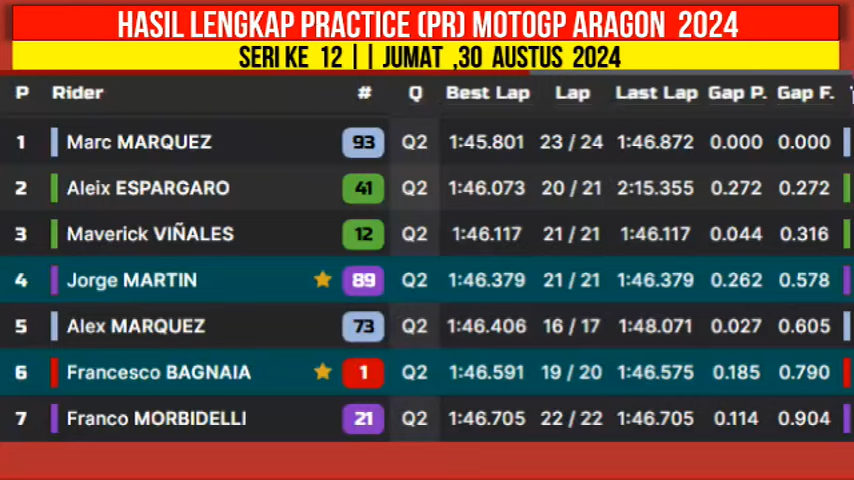 HASIL LENGKAP PRACTICE (PR) MOTOGP ARAGON 2024
SERI KE 12 || JUMAT ,30 AUSTUS 2024
P Rider # Q Best Lap Lap Last Lap Gap P. Gap F.
1 Marc MARQUEZ 93 Q2 1:45.801 23 / 24 1:46.872 0.000 0.000
2 Aleix ESPARGARO 41 Q2 1:46.073 20 / 21 2:15.355 0.272 0.272
3 Maverick VIÑALES 12 Q2 1:46.117 21 / 21 1:46.117 0.044 0.316
4 Jorge MARTIN 89 Q2 1:46.379 21 / 21 1:46.379 0.262 0.578
5 Alex MARQUEZ 73 Q2 1:46.406 16 / 17 1:48.071 0.027 0.605
6 Francesco BAGNAIA 1 Q2 1:46.591 19 / 20 1:46.575 0.185 0.790
7 Franco MORBIDELLI 21 Q2 1:46.705 22 / 22 1:46.705 0.114 0.904